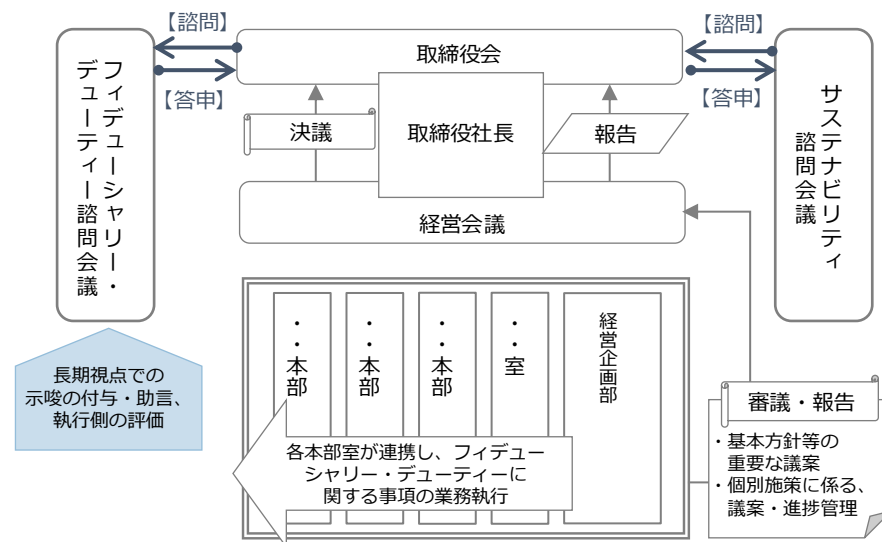 【諮問】
【答申】
フィデューシャリー・
デューティー諮問会議
取締役会
取締役社長
決議
報告
経営会議
【諮問】
【答申】
サステナビリティ
諮問会議
長期視点での
示唆の付与・助言、
執行側の評価
・・本部
・・本部
・・本部
・・室
経営企画部
各本部室が連携し、フィデュー
シャリー・デューティーに
関する事項の業務執行
審議・報告
・基本方針等の
重要な議案
・個別施策に係る、
議案・進捗管理